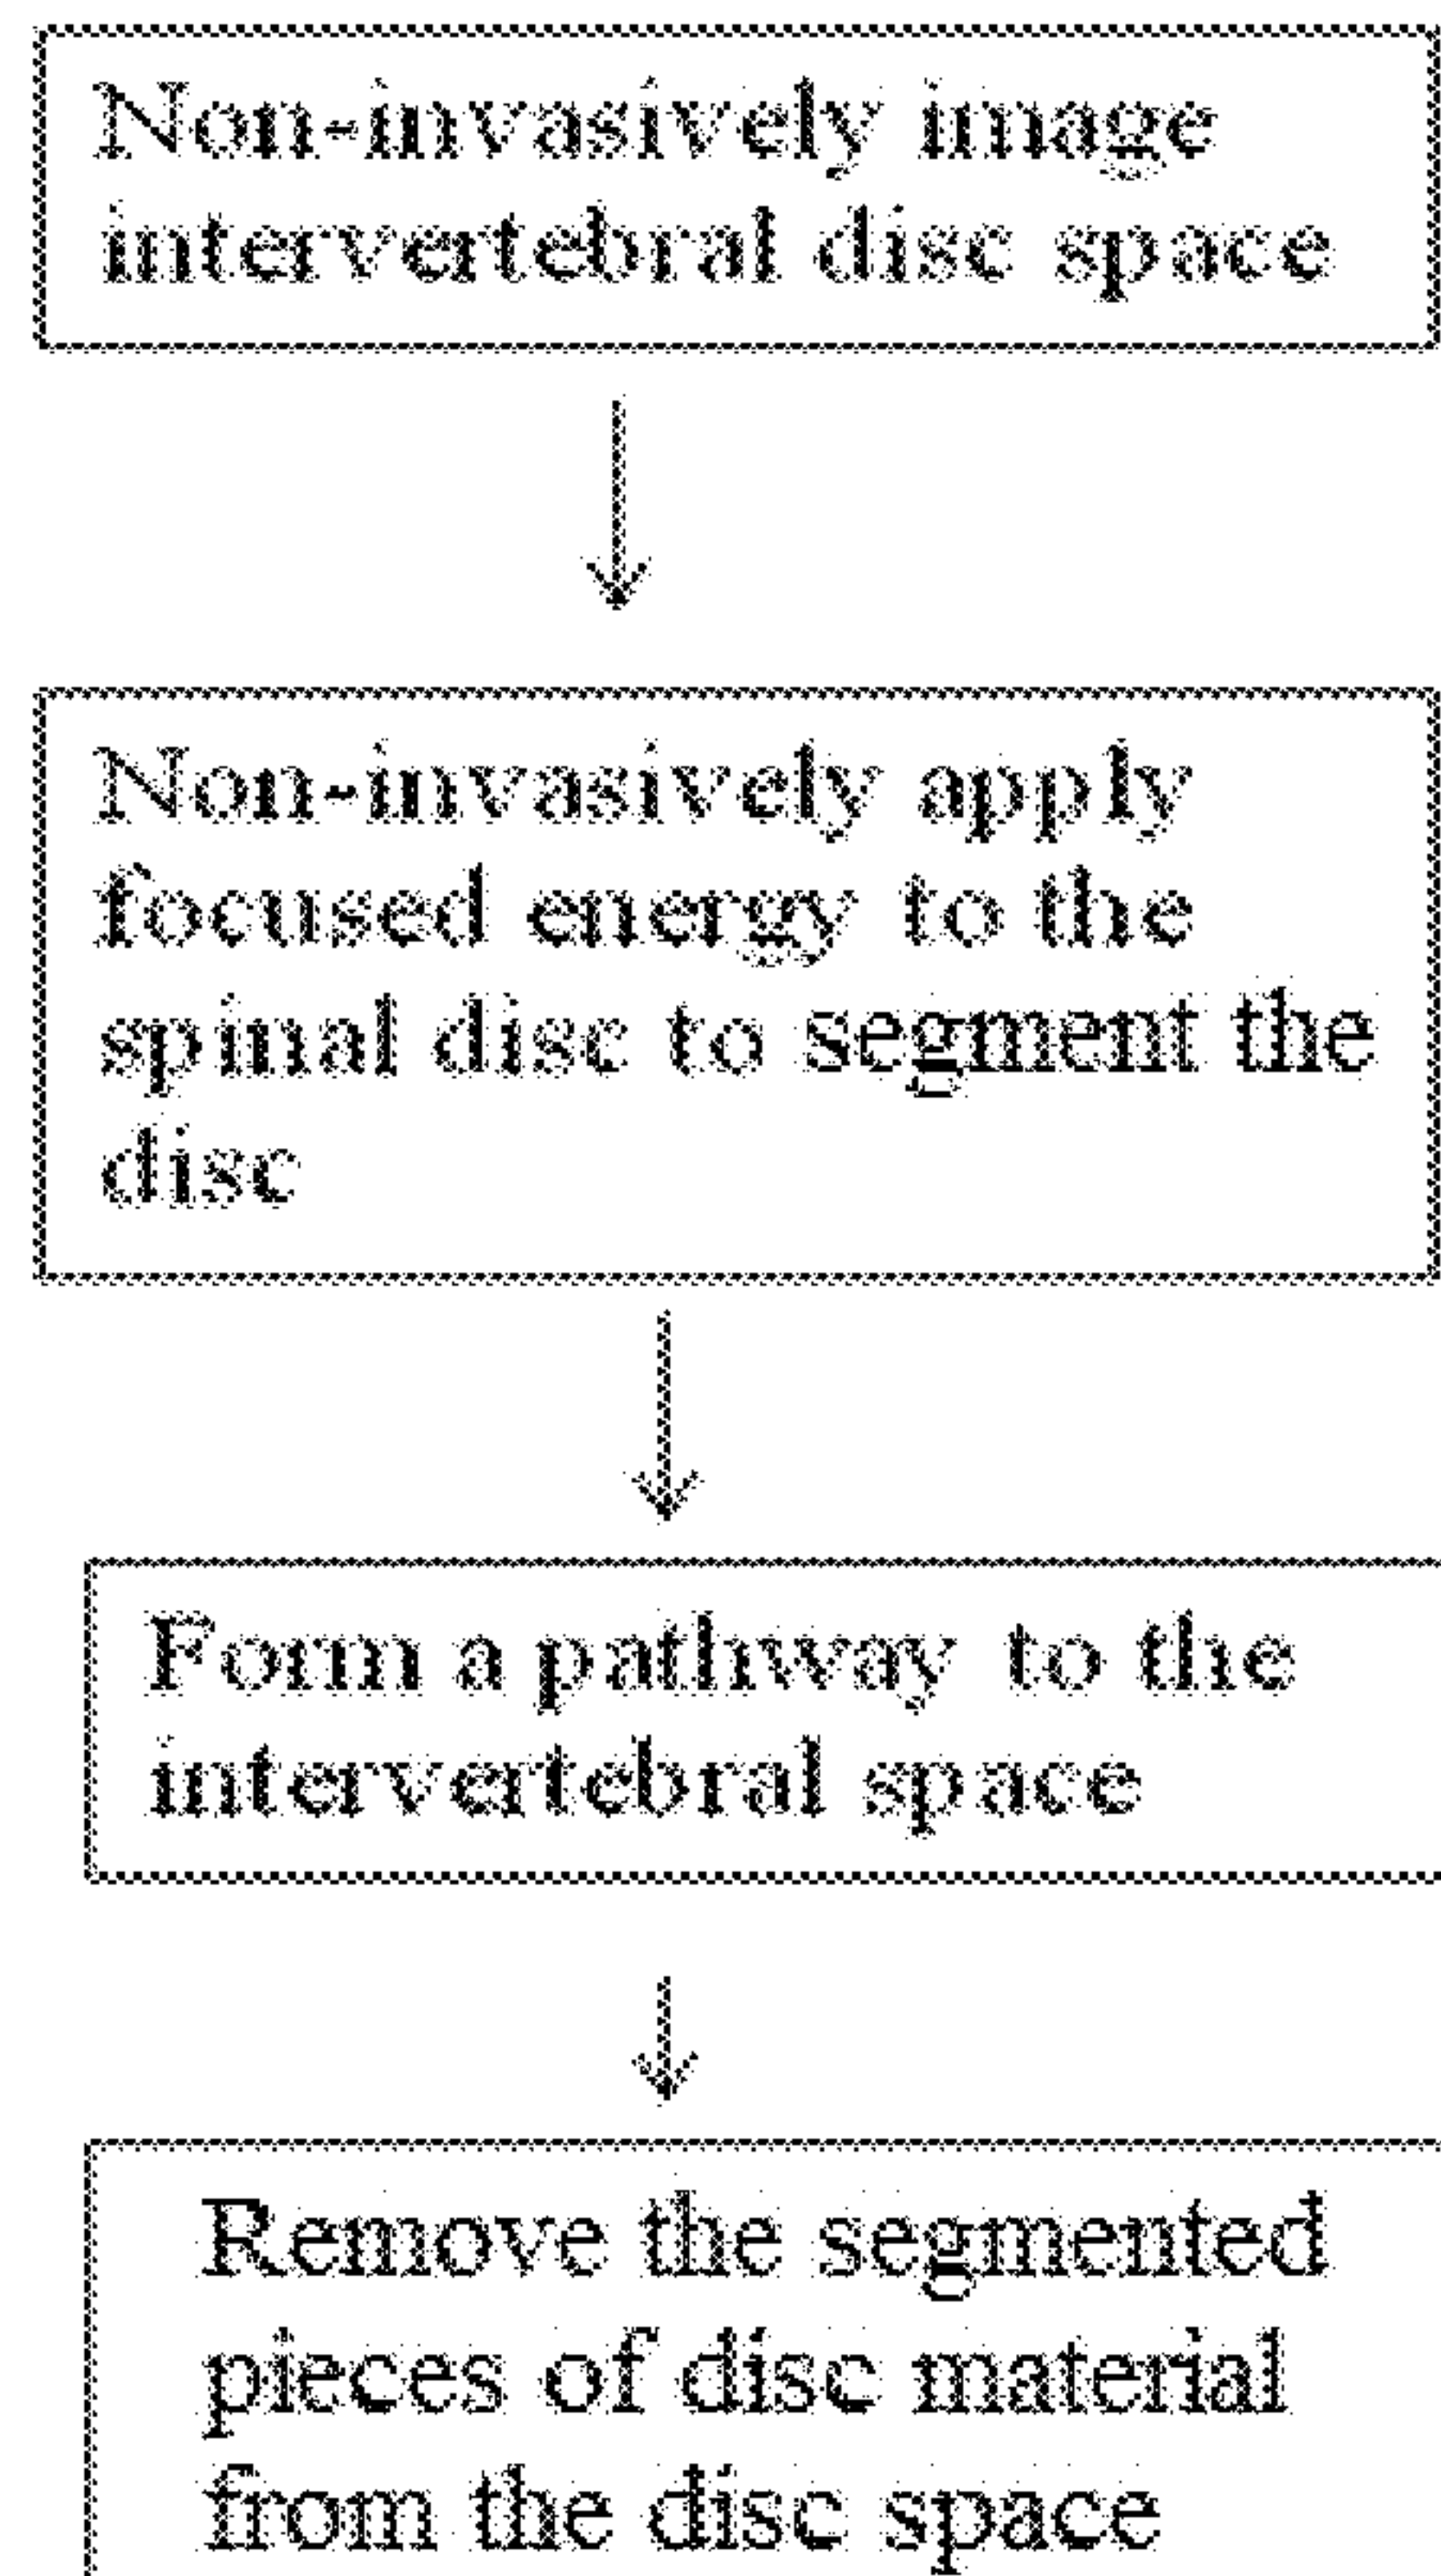 Non-invasively image
intervertebral disc space
Non-invasively apply
focused energy to the
spinal disc to segment the
disc
Form a pathway to the
intervertebral space
Remove the segmented
pieces of disc material
from the disc space